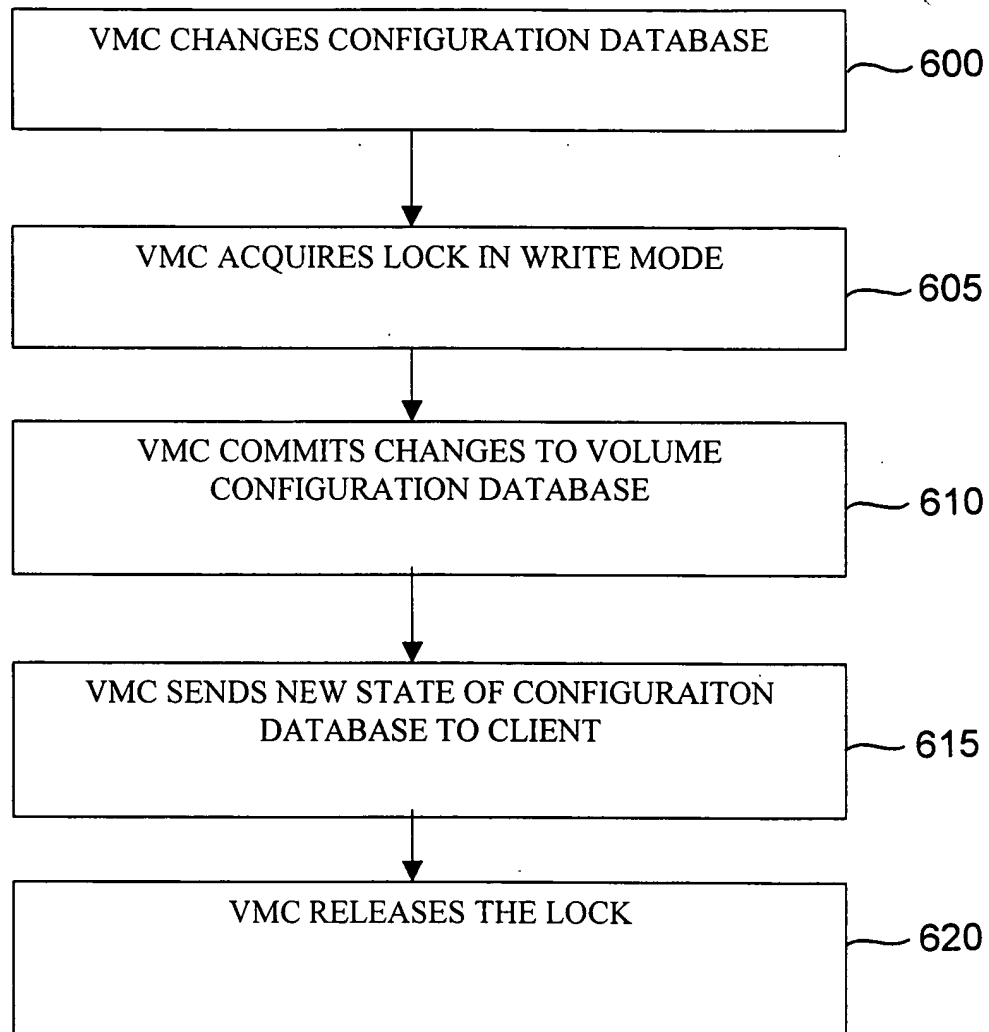 VMC CHANGES CONFIGURATION DATABASE
600
VMC ACQUIRES LOCK IN WRITE MODE
605
VMC COMMITS CHANGES TO VOLUME
CONFIGURATION DATABASE
610
VMC SENDS NEW STATE OF CONFIGURAITON
DATABASE TO CLIENT
615
VMC RELEASES THE LOCK
620